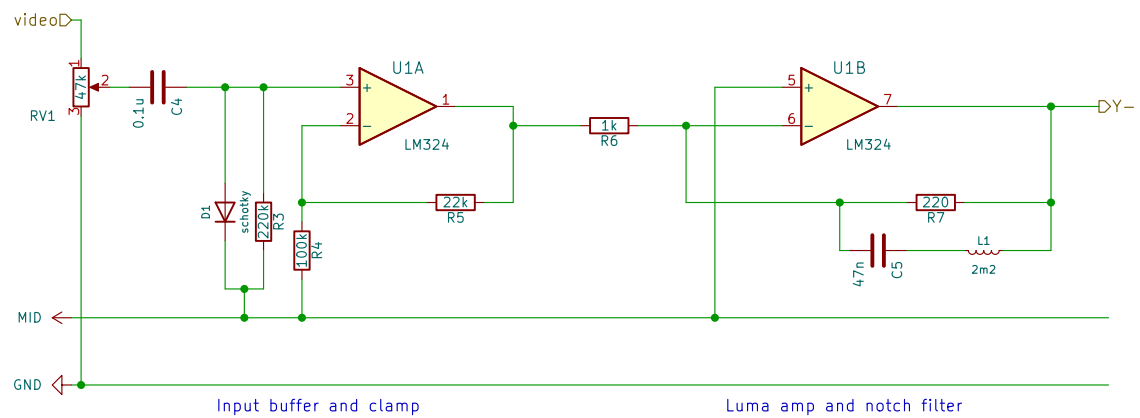 video
1
47k
2
3
RV1
0.1u
C4
D1
schotky
220k
R3
100k
R4
3
+
2
−
U1A
1
LM324
22k
R5
1k
R6
5
+
6
−
U1B
7
LM324
Y-
220
R7
47n
C5
L1
2m2
MID
GND
Input buffer and clamp
Luma amp and notch filter